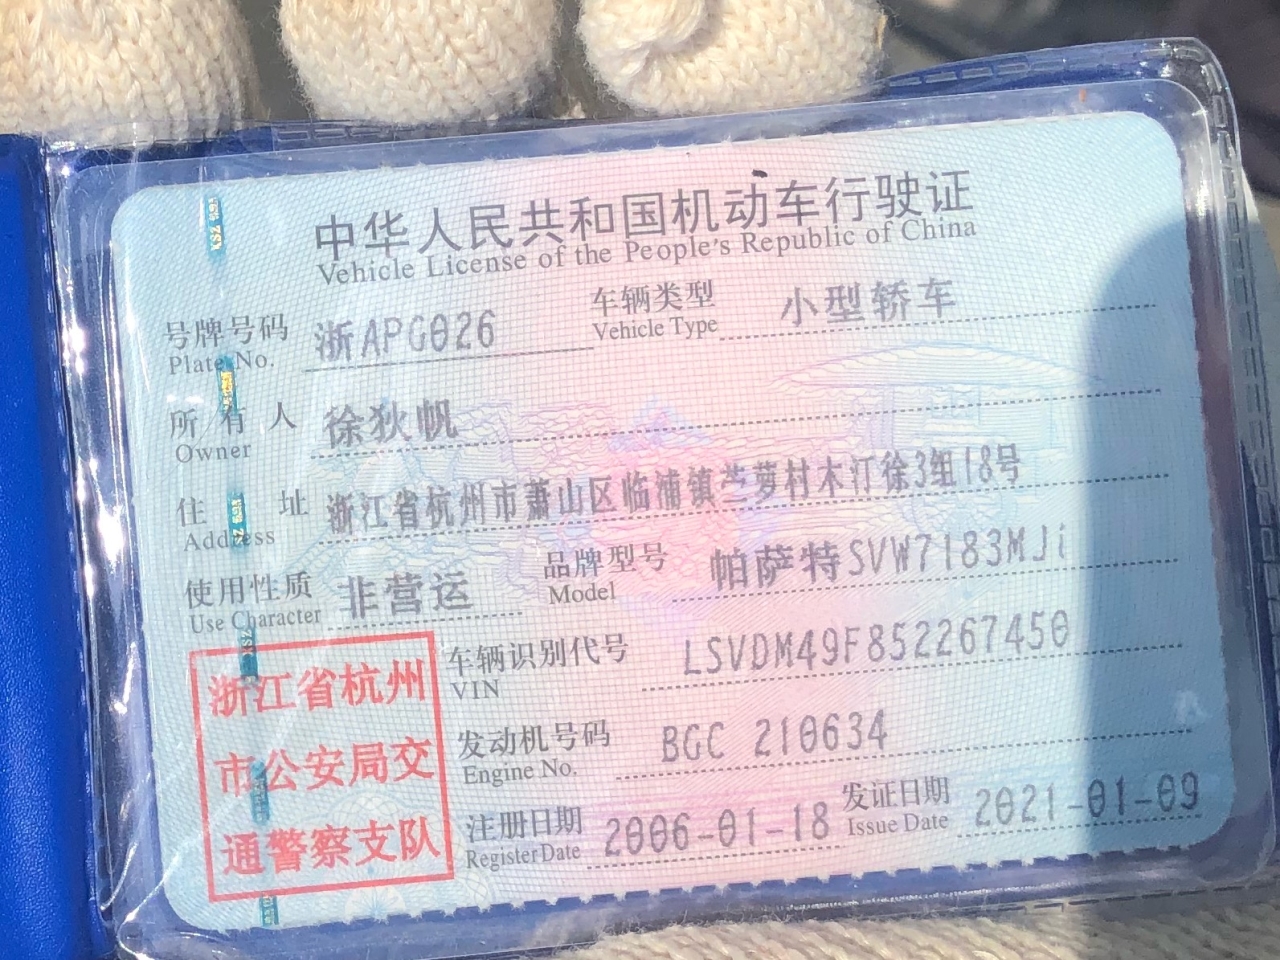 中华人民共和国机动车行驶证
Vehicle License of the People's Republic of China
号牌号码 浙APG026 车辆类型 小型轿车
Plate No. Vehicle Type
所有人 徐狄帆
Owner
住址 浙江省杭州市萧山区临浦镇苎萝村木汀徐3组18号
Address
使用性质 非营运 品牌型号 帕萨特SVW7183MJi
Use Character Model
车辆识别代号 LSVDM49F852267450
VIN
发动机号码 BGC 210634
Engine No.
注册日期 2006-01-18 发证日期 2021-01-09
Register Date Issue Date
浙江省杭州
市公安局交
通警察支队